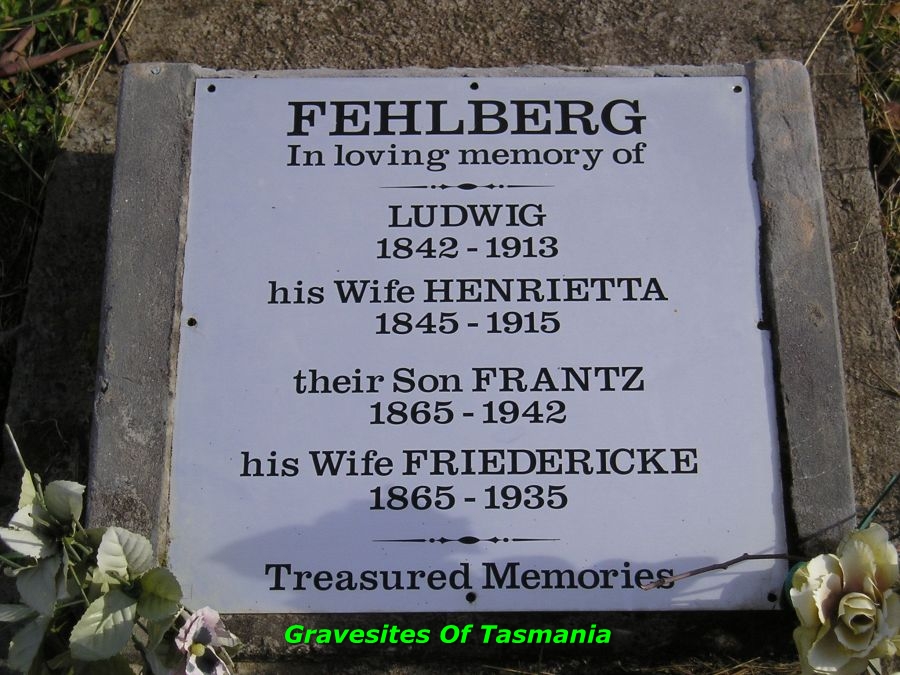 FEHLBERG
In loving memory of
LUDWIG
1842 - 1913
his Wife HENRIETTA
1845 - 1915
their Son FRANTZ
1865 - 1942
his Wife FRIEDERICKE
1865 - 1935
Treasured Memories
Gravesites Of Tasmania